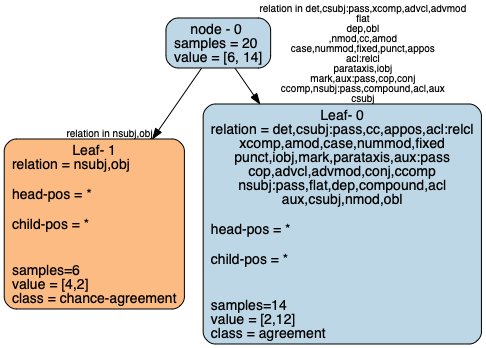 relation in det,csubj:pass,xcomp,advcl,advmod
flat
dep,obl
,nmod,cc,amod
case,nummod,fixed,punct,appos
acl:relcl
parataxis,iobj
mark,aux:pass,cop,conj
ccomp,nsubj:pass,compound,acl,aux
csubj
node - 0
samples = 20
value = [6, 14]
relation in nsubj,obj
Leaf- 1
relation = nsubj,obj
head-pos = *
child-pos = *
samples=6
value = [4,2]
class = chance-agreement
Leaf- 0
relation = det,csubj:pass,cc,appos,acl:relcl
xcomp,amod,case,nummod,fixed
punct,iobj,mark,parataxis,aux:pass
cop,advcl,advmod,conj,ccomp
nsubj:pass,flat,dep,compound,acl
aux,csubj,nmod,obl
head-pos = *
child-pos = *
samples=14
value = [2,12]
class = agreement